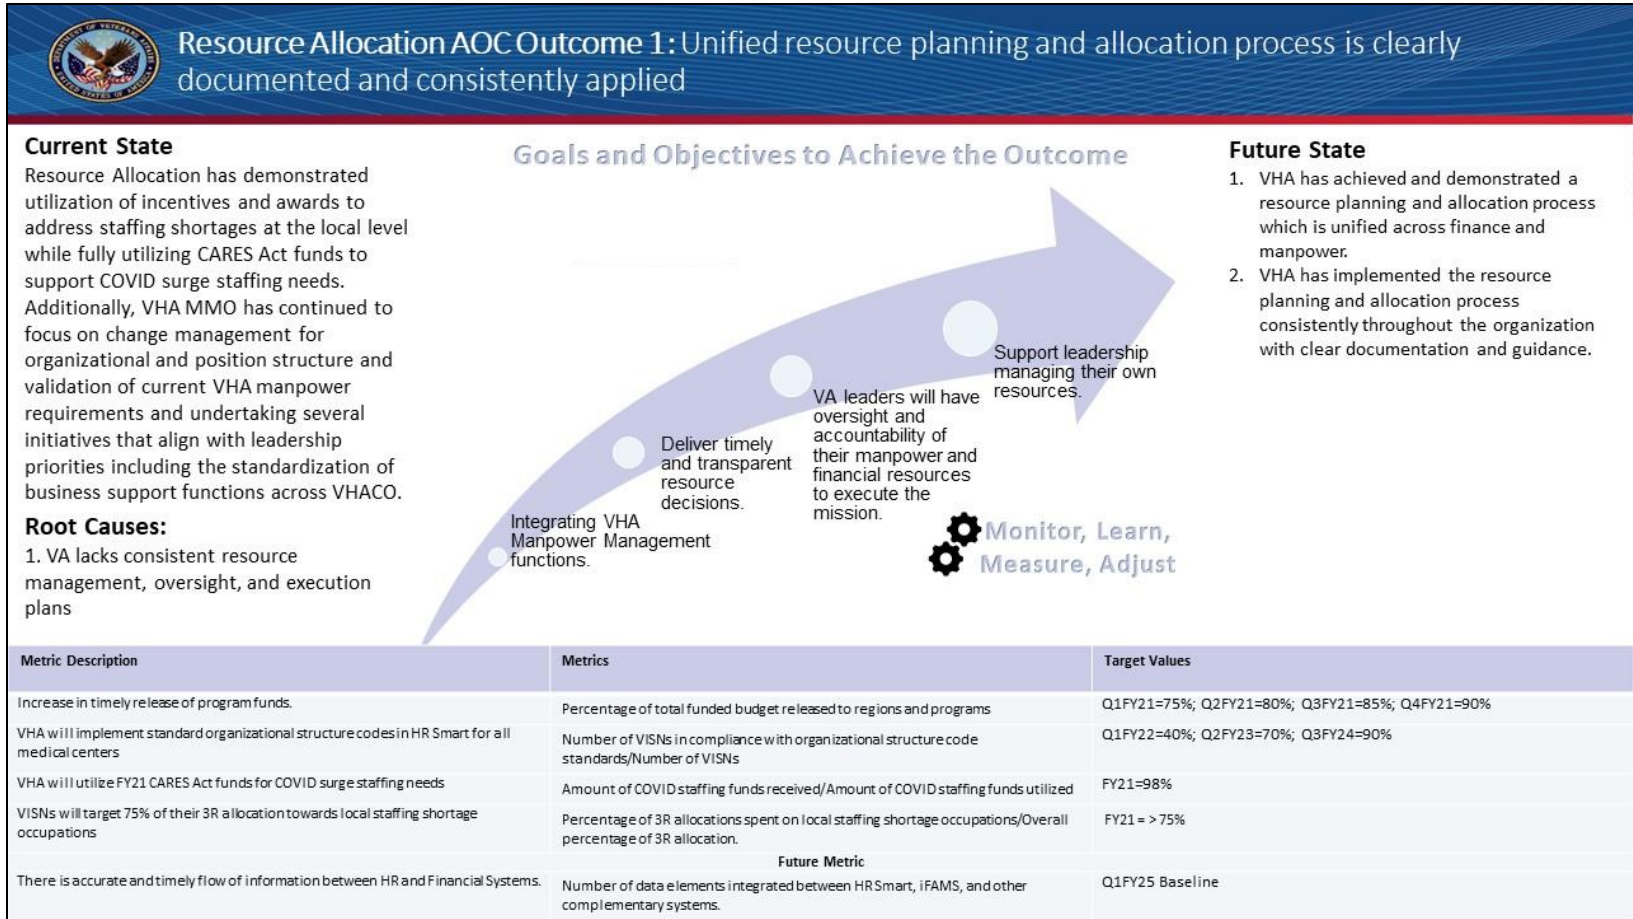 Resource Allocation AOC Outcome 1: Unified resource planning and allocation process is clearly
documented and consistently applied
Current State
Resource Allocation has demonstrated
utilization of incentives and awards to
address staffing shortages at the local level
while fully utilizing CARES Act funds to
support COVID surge staffing needs.
Additionally, VHA MMO has continued to
focus on change management for
organizational and position structure and
validation of current VHA manpower
requirements and undertaking several
initiatives that align with leadership
priorities including the standardization of
business support functions across VHACO.
Root Causes:
1. VA lacks consistent resource
management, oversight, and execution
plans
Goals and Objectives to Achieve the Outcome
Integrating VHA
Manpower Management
functions.
Deliver timely
and transparent
resource
decisions.
VA leaders will have
oversight and
accountability of
their manpower and
financial resources
to execute the
mission.
Support leadership
managing their own
resources.
Monitor, Learn,
Measure, Adjust
Future State
1. VHA has achieved and demonstrated a
resource planning and allocation process
which is unified across finance and
manpower.
2. VHA has implemented the resource
planning and allocation process
consistently throughout the organization
with clear documentation and guidance.
Metric Description
Metrics
Target Values
Increase in timely release of program funds.
Percentage of total funded budget released to regions and programs
Q1FY21=75%; Q2FY21=80%; Q3FY21=85%; Q4FY21=90%
VHA will implement standard organizational structure codes in HR Smart for all
medical centers
Number of VISNs in compliance with organizational structure code
standards/Number of VISNs
Q1FY22=40%; Q2FY23=70%; Q3FY24=90%
VHA will utilize FY21 CARES Act funds for COVID surge staffing needs
Amount of COVID staffing funds received/Amount of COVID staffing funds utilized
FY21=98%
VISNs will target 75% of their 3R allocation towards local staffing shortage
occupations
Percentage of 3R allocations spent on local staffing shortage occupations/Overall
percentage of 3R allocation.
FY21 = > 75%
Future Metric
There is accurate and timely flow of information between HR and Financial Systems.
Number of data elements integrated between HR Smart, iFAMS, and other
complementary systems.
Q1FY25 Baseline